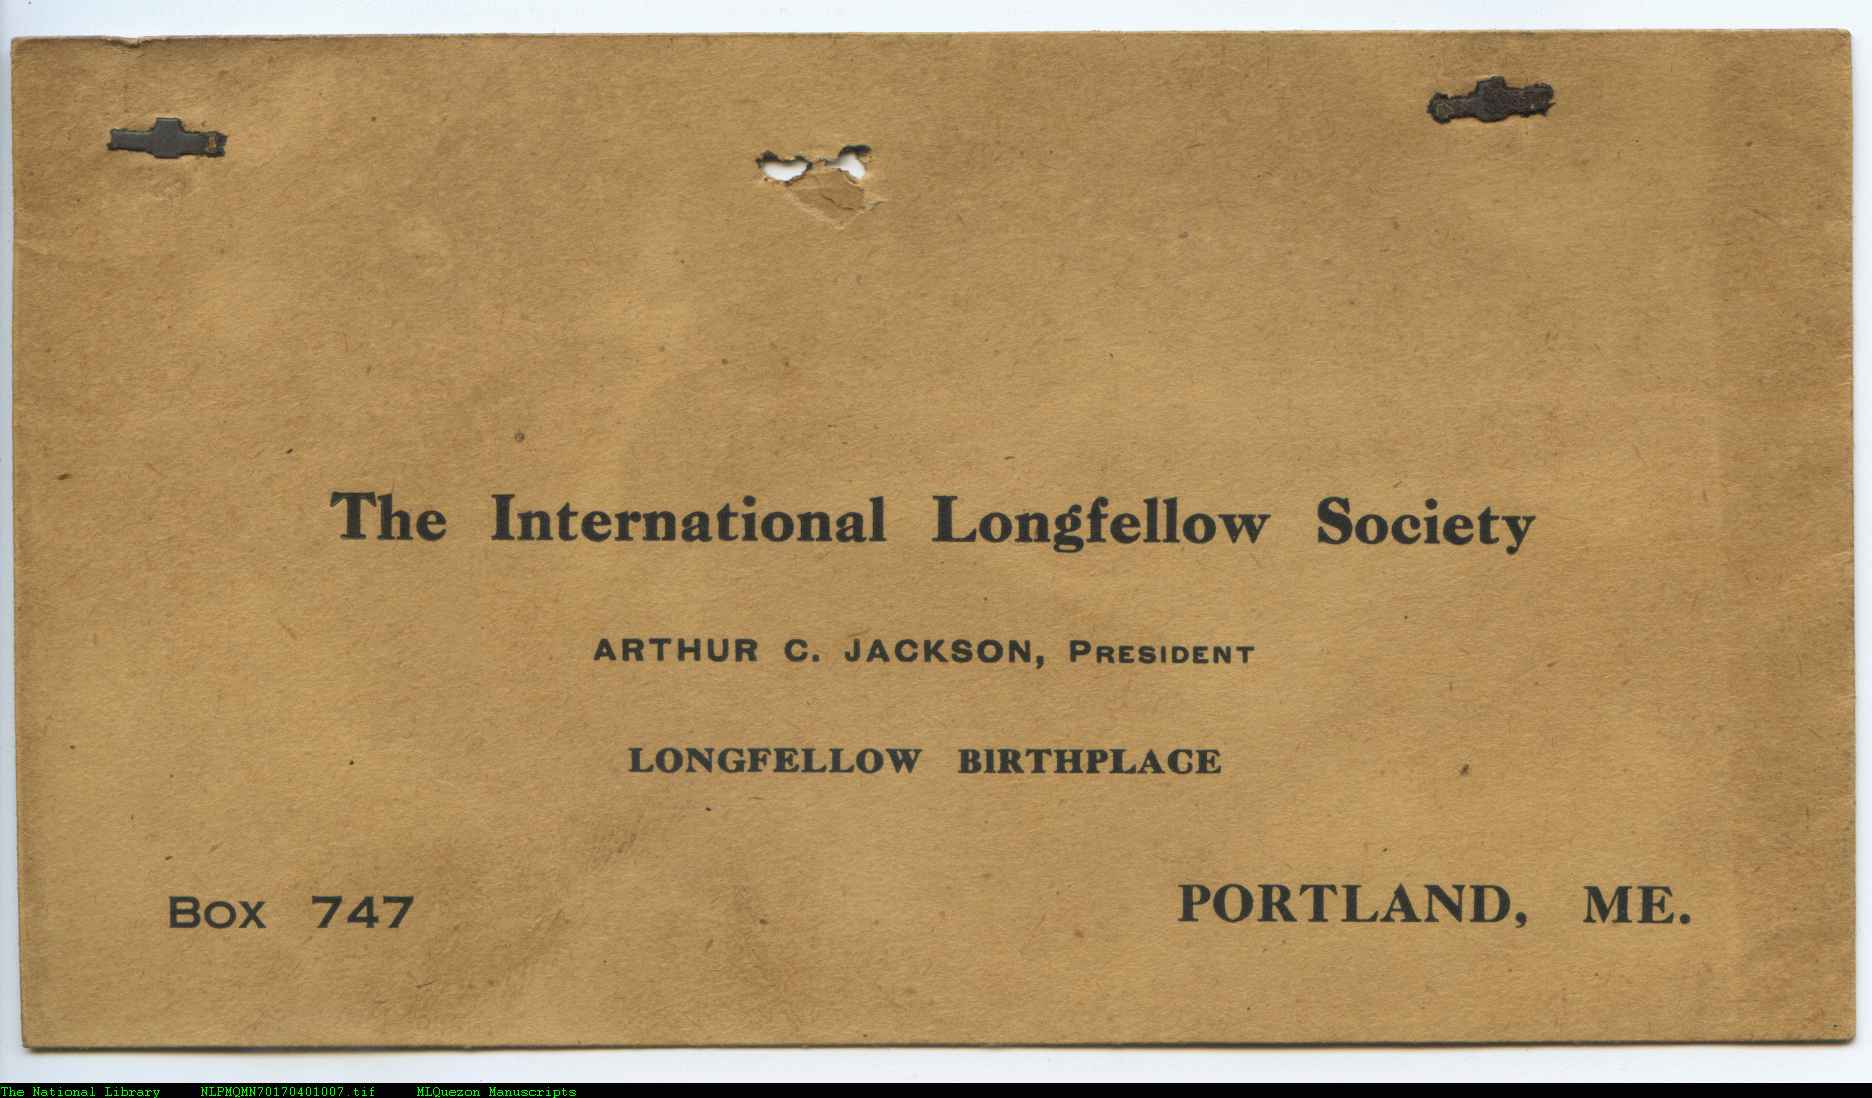 The International Longfellow Society
ARTHUR C. JACKSON, PRESIDENT
LONGFELLOW BIRTHPLACE
BOX 747
PORTLAND, ME.
The National Library NLPMQMN70170401007.tif MLQuezon Manuscripts